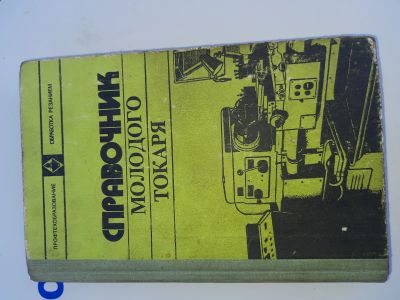 ПРОФТЕХОБРАЗОВАНИЕ
ОБРАБОТКА РЕЗАНИЕМ
СПРАВОЧНИК
МОЛОДОГО
ТОКАРЯ